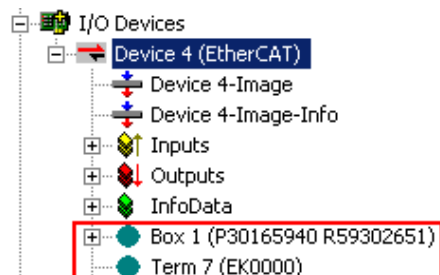 I/O Devices
Device 4 (EtherCAT)
Device 4-Image
Device 4-Image-Info
Inputs
Outputs
InfoData
Box 1 (P30165940 R59302651)
Term 7 (EK0000)